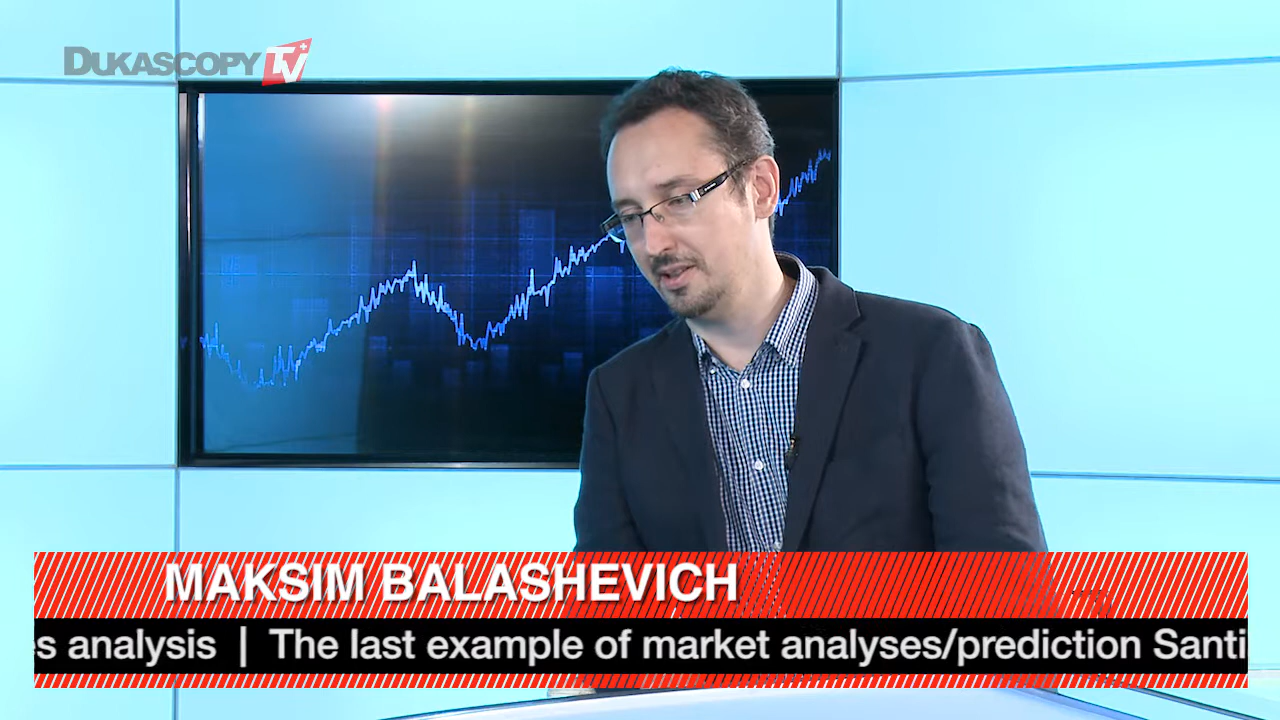 DUKASCOPY TV
MAKSIM BALASHEVICH
s analysis | The last example of market analyses/prediction Santi